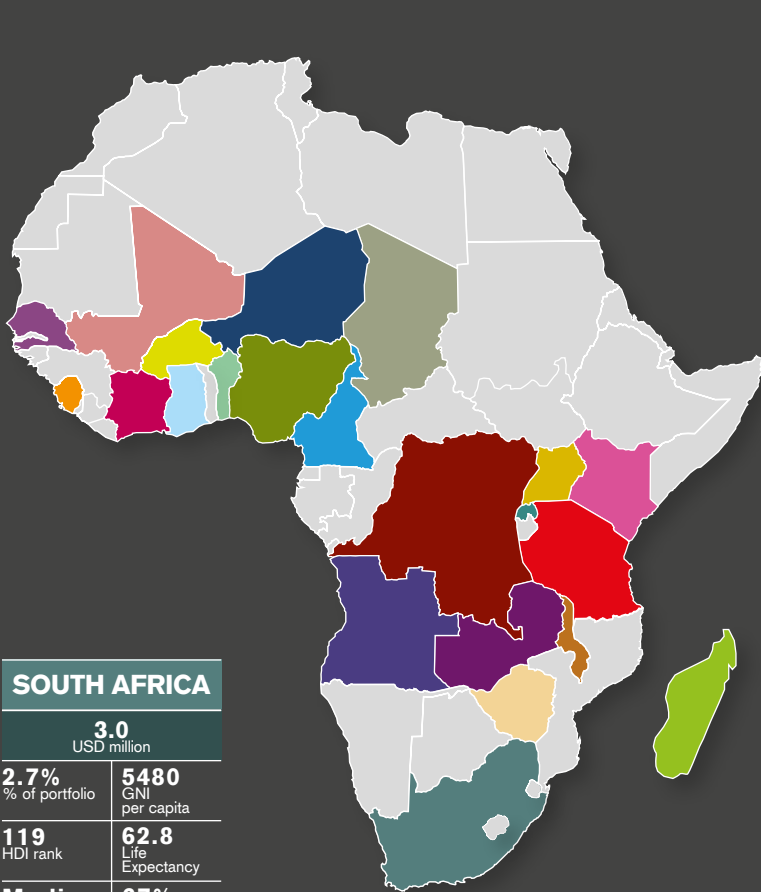 SOUTH AFRICA
3.0
USD million
2.7%
% of portfolio
5480
GNI
per capita
119
HDI rank
62.8
Life
Expectancy